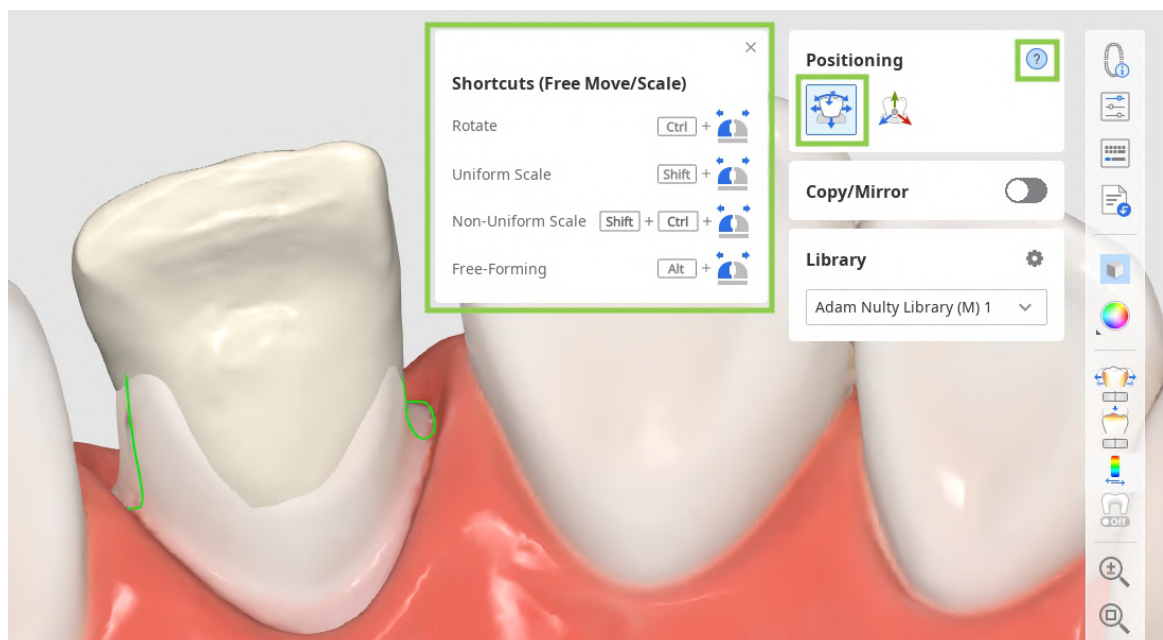 Shortcuts (Free Move/Scale)
Rotate Ctrl +
Uniform Scale Shift +
Non-Uniform Scale Shift + Ctrl +
Free-Forming Alt +
Positioning ?
Copy/Mirror
Library
Adam Nulty Library (M) 1
Off